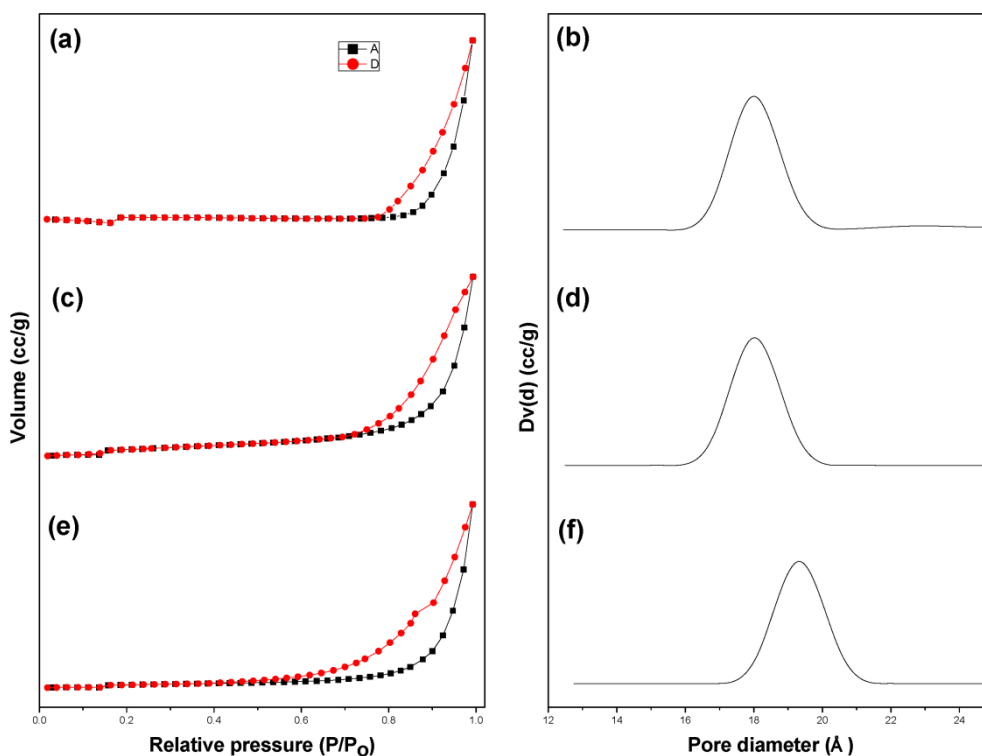 (a)
A
D
(b)
(c)
(d)
(e)
(f)
Volume (cc/g)
Dv(d) (cc/g)
0.0 0.2 0.4 0.6 0.8 1.0
12 14 16 18 20 22 24
Relative pressure (P/Po)
Pore diameter (Å)